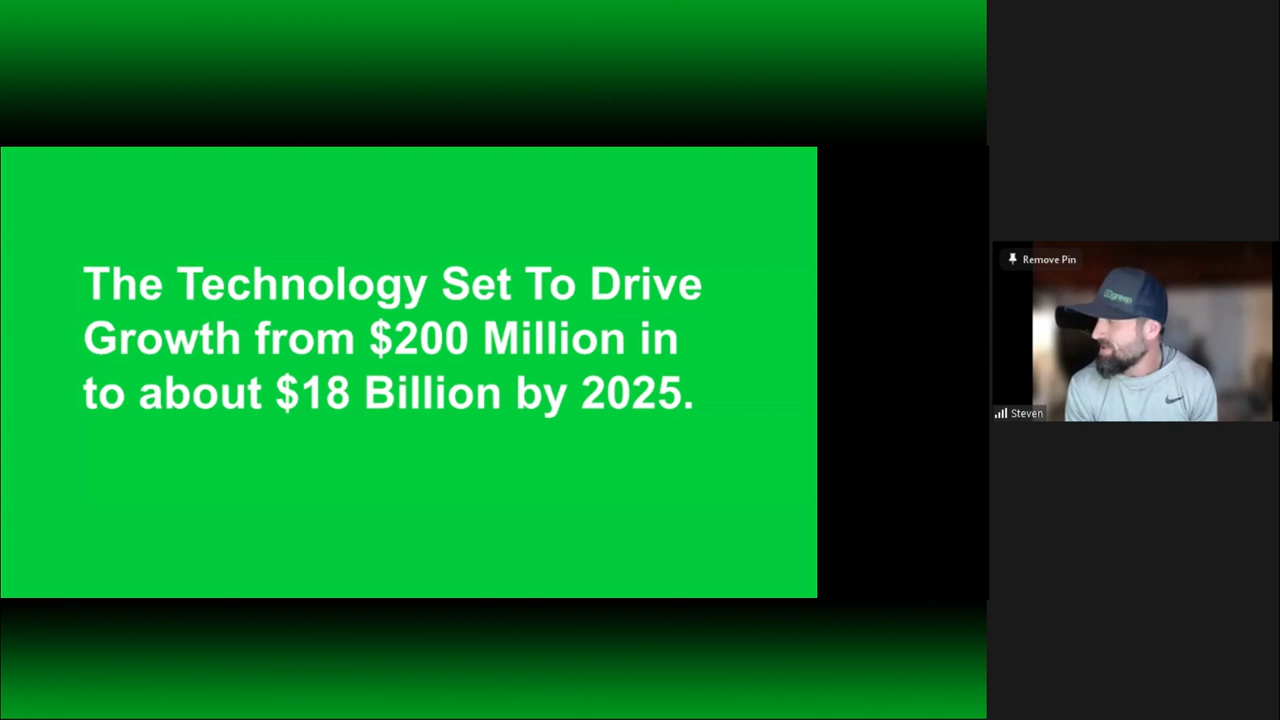 The Technology Set To Drive
Growth from $200 Million in
to about $18 Billion by 2025.
Remove Pin
Steven